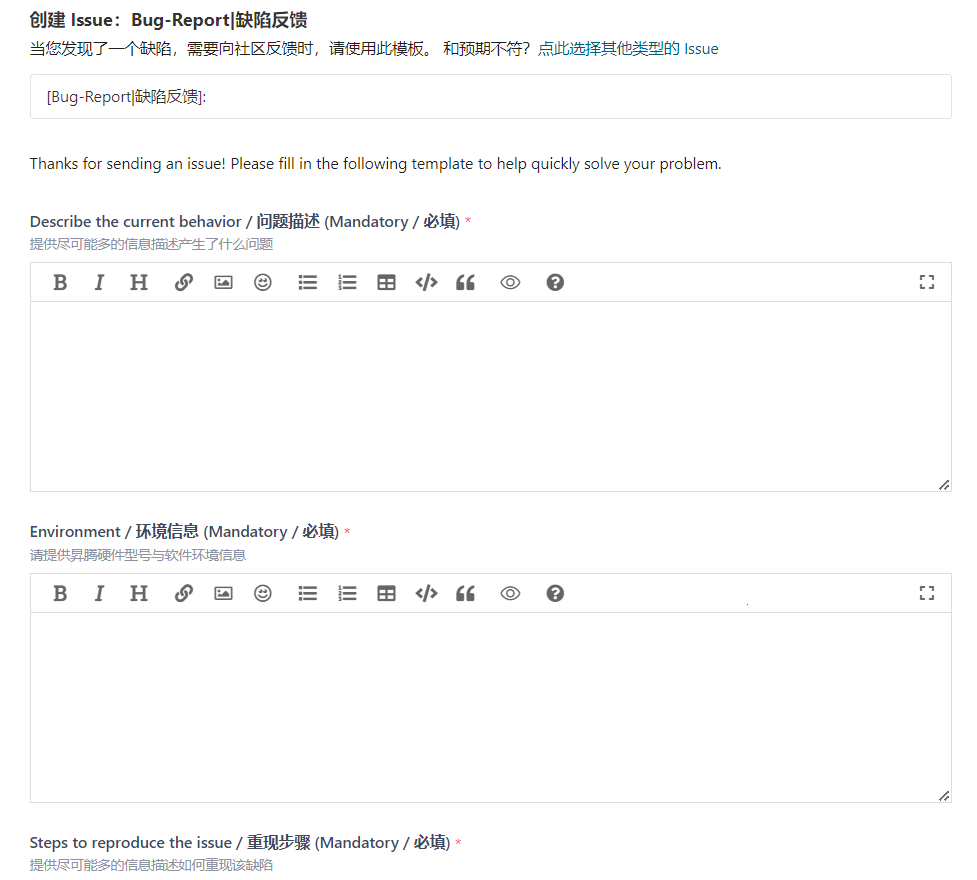 创建 Issue：Bug-Report|缺陷反馈
当您发现了一个缺陷，需要向社区反馈时，请使用此模板。 和预期不符？点此选择其他类型的 Issue
[Bug-Report|缺陷反馈]:
Thanks for sending an issue! Please fill in the following template to help quickly solve your problem.
Describe the current behavior / 问题描述 (Mandatory / 必填) *
提供尽可能多的信息描述产生了什么问题
B I H
Environment / 环境信息 (Mandatory / 必填) *
请提供昇腾硬件型号与软件环境信息
B I H
Steps to reproduce the issue / 重现步骤 (Mandatory / 必填) *
提供尽可能多的信息描述如何重现该缺陷